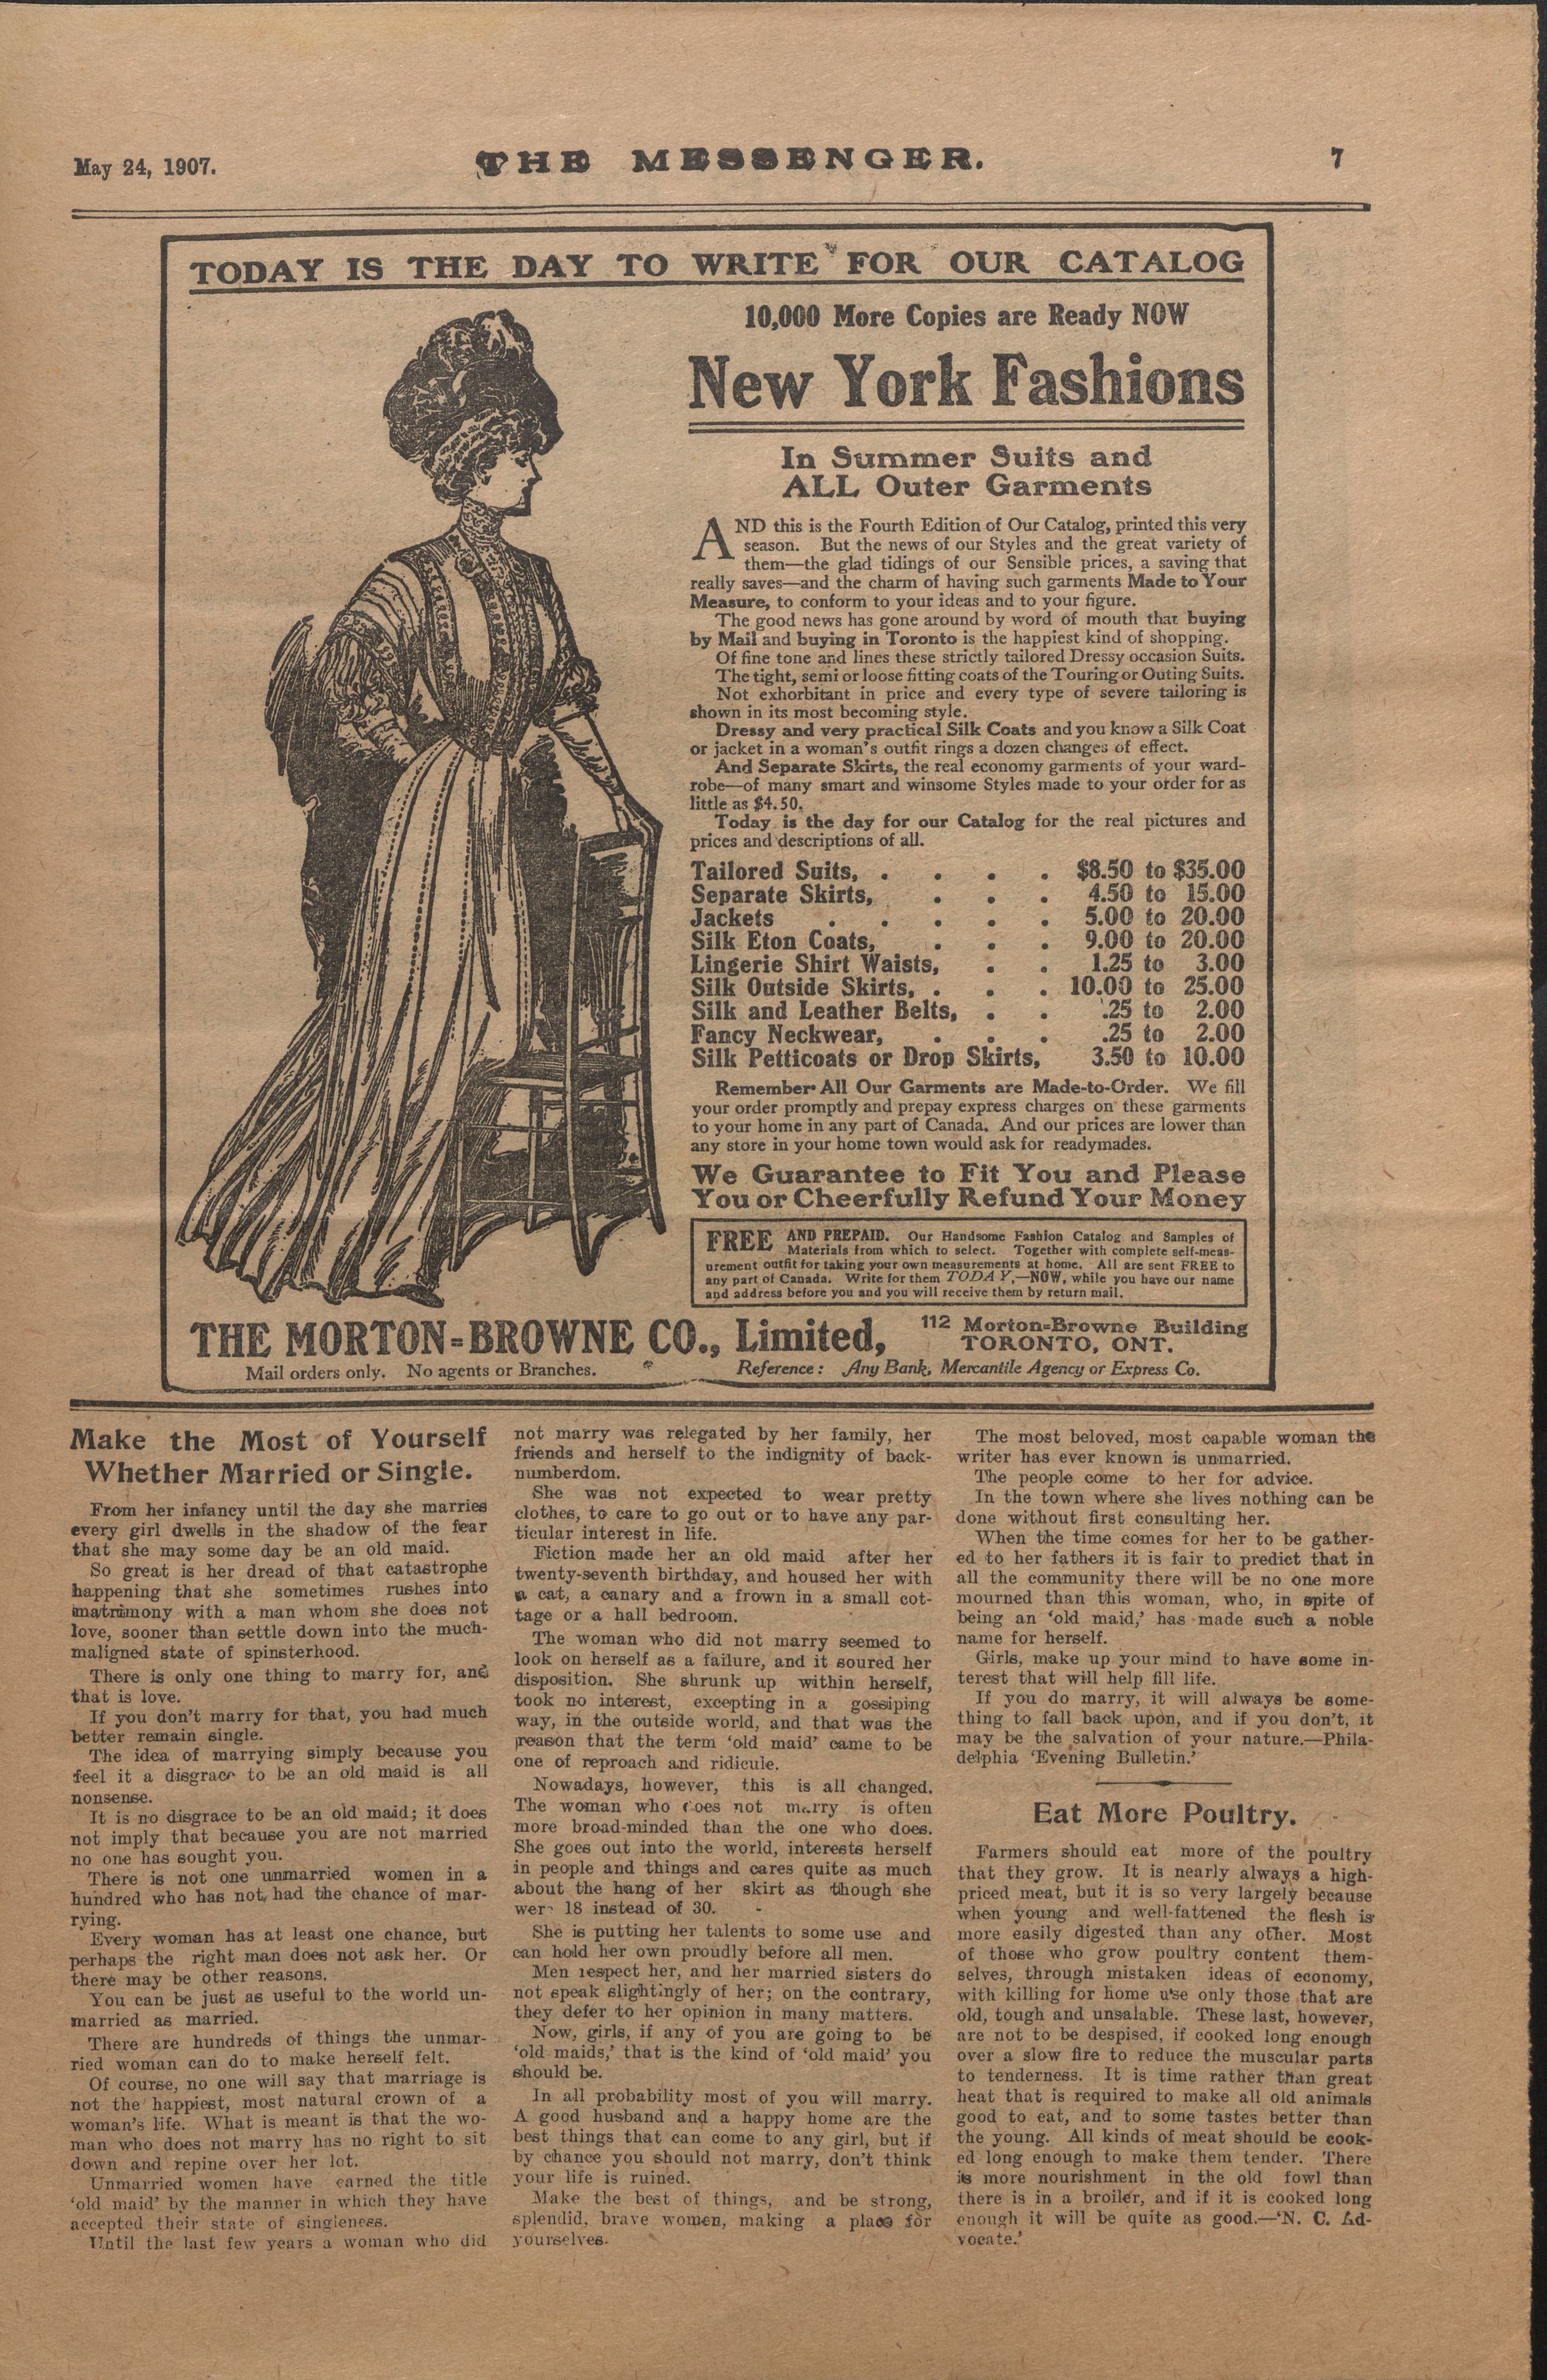 May 24, 1907.
THE MESSENGER.
7
TODAY IS THE DAY TO WRITE FOR OUR CATALOG
10,000 More Copies are Ready NOW
New York Fashions
In Summer Suits and
ALL Outer Garments
AND this is the Fourth Edition of Our Catalog, printed this very
season. But the news of our Styles and the great variety of
them—the glad tidings of our Sensible prices, a saving that
really saves—and the charm of having such garments Made to Your
Measure, to conform to your ideas and to your figure.
The good news has gone around by word of mouth that buying
by Mail and buying in Toronto is the happiest kind of shopping.
Of fine tone and lines these strictly tailored Dressy occasion Suits.
The tight, semi or loose fitting coats of the Touring or Outing Suits.
Not exhorbitant in price and every type of severe tailoring is
shown in its most becoming style.
Dressy and very practical Silk Coats and you know a Silk Coat
or jacket in a woman's outfit rings a dozen changes of effect.
And Separate Skirts, the real economy garments of your ward-
robe—of many smart and winsome Styles made to your order for as
little as $4.50.
Today is the day for our Catalog for the real pictures and
prices and descriptions of all.
Tailored Suits, . . . . $8.50 to $35.00
Separate Skirts, . . . 4.50 to 15.00
Jackets . . . . . 5.00 to 20.00
Silk Eton Coats, . . . 9.00 to 20.00
Lingerie Shirt Waists, . . 1.25 to 3.00
Silk Outside Skirts, . . . 10.00 to 25.00
Silk and Leather Belts, . . .25 to 2.00
Fancy Neckwear, . . . .25 to 2.00
Silk Petticoats or Drop Skirts, 3.50 to 10.00
Remember All Our Garments are Made-to-Order. We fill
your order promptly and prepay express charges on these garments
to your home in any part of Canada. And our prices are lower than
any store in your home town would ask for readymades.
We Guarantee to Fit You and Please
You or Cheerfully Refund Your Money
FREE AND PREPAID. Our Handsome Fashion Catalog and Samples of
Materials from which to select. Together with complete self-meas-
urement outfit for taking your own measurements at home. All are sent FREE to
any part of Canada. Write for them TODAY,—NOW, while you have our name
and address before you and you will receive them by return mail.
THE MORTON=BROWNE CO., Limited, 112 Morton=Browne Building
TORONTO, ONT.
Mail orders only. No agents or Branches. Reference: Any Bank, Mercantile Agency or Express Co.
Make the Most of Yourself
Whether Married or Single.
From her infancy until the day she marries
every girl dwells in the shadow of the fear
that she may some day be an old maid.
So great is her dread of that catastrophe
happening that she sometimes rushes into
matrimony with a man whom she does not
love, sooner than settle down into the much-
maligned state of spinsterhood.
There is only one thing to marry for, and
that is love.
If you don't marry for that, you had much
better remain single.
The idea of marrying simply because you
feel it a disgrace to be an old maid is all
nonsense.
It is no disgrace to be an old maid; it does
not imply that because you are not married
no one has sought you.
There is not one unmarried women in a
hundred who has not had the chance of mar-
rying.
Every woman has at least one chance, but
perhaps the right man does not ask her. Or
there may be other reasons.
You can be just as useful to the world un-
married as married.
There are hundreds of things the unmar-
ried woman can do to make herself felt.
Of course, no one will say that marriage is
not the happiest, most natural crown of a
woman's life. What is meant is that the wo-
man who does not marry has no right to sit
down and repine over her lot.
Unmarried women have earned the title
'old maid' by the manner in which they have
accepted their state of singleness.
Until the last few years a woman who did
not marry was relegated by her family, her
friends and herself to the indignity of back-
numberdom.
She was not expected to wear pretty
clothes, to care to go out or to have any par-
ticular interest in life.
Fiction made her an old maid after her
twenty-seventh birthday, and housed her with
a cat, a canary and a frown in a small cot-
tage or a hall bedroom.
The woman who did not marry seemed to
look on herself as a failure, and it soured her
disposition. She shrunk up within herself,
took no interest, excepting in a gossiping
way, in the outside world, and that was the
reason that the term 'old maid' came to be
one of reproach and ridicule.
Nowadays, however, this is all changed.
The woman who does not marry is often
more broad-minded than the one who does.
She goes out into the world, interests herself
in people and things and cares quite as much
about the hang of her skirt as though she
were 18 instead of 30.
She is putting her talents to some use and
can hold her own proudly before all men.
Men respect her, and her married sisters do
not speak slightingly of her; on the contrary,
they defer to her opinion in many matters.
Now, girls, if any of you are going to be
'old maids,' that is the kind of 'old maid' you
should be.
In all probability most of you will marry.
A good husband and a happy home are the
best things that can come to any girl, but if
by chance you should not marry, don't think
your life is ruined.
Make the best of things, and be strong,
splendid, brave women, making a place for
yourselves.
The most beloved, most capable woman the
writer has ever known is unmarried.
The people come to her for advice.
In the town where she lives nothing can be
done without first consulting her.
When the time comes for her to be gather-
ed to her fathers it is fair to predict that in
all the community there will be no one more
mourned than this woman, who, in spite of
being an 'old maid,' has made such a noble
name for herself.
Girls, make up your mind to have some in-
terest that will help fill life.
If you do marry, it will always be some-
thing to fall back upon, and if you don't, it
may be the salvation of your nature.—Phila-
delphia 'Evening Bulletin.'
Eat More Poultry.
Farmers should eat more of the poultry
that they grow. It is nearly always a high-
priced meat, but it is so very largely because
when young and well-fattened the flesh is
more easily digested than any other. Most
of those who grow poultry content them-
selves, through mistaken ideas of economy,
with killing for home use only those that are
old, tough and unsalable. These last, however,
are not to be despised, if cooked long enough
over a slow fire to reduce the muscular parts
to tenderness. It is time rather than great
heat that is required to make all old animals
good to eat, and to some tastes better than
the young. All kinds of meat should be cook-
ed long enough to make them tender. There
is more nourishment in the old fowl than
there is in a broiler, and if it is cooked long
enough it will be quite as good.—'N. C. Ad-
vocate.'